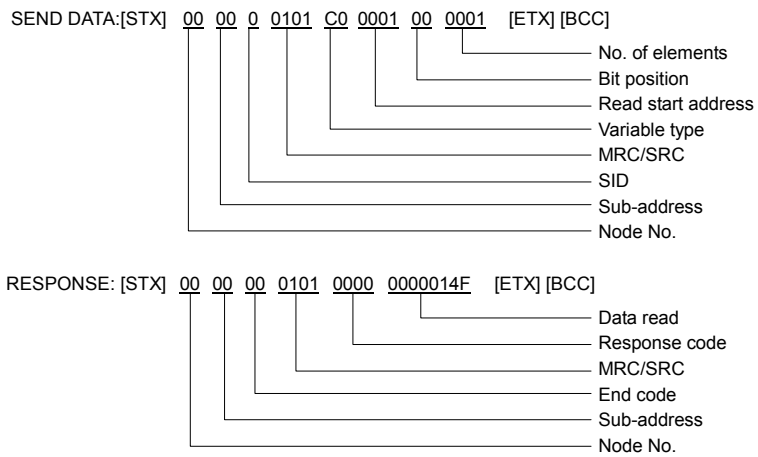 SEND DATA:[STX] 00 00 0 0101 C0 0001 00 0001 [ETX] [BCC]
No. of elements
Bit position
Read start address
Variable type
MRC/SRC
SID
Sub-address
Node No.
RESPONSE: [STX] 00 00 00 0101 0000 0000014F [ETX] [BCC]
Data read
Response code
MRC/SRC
End code
Sub-address
Node No.